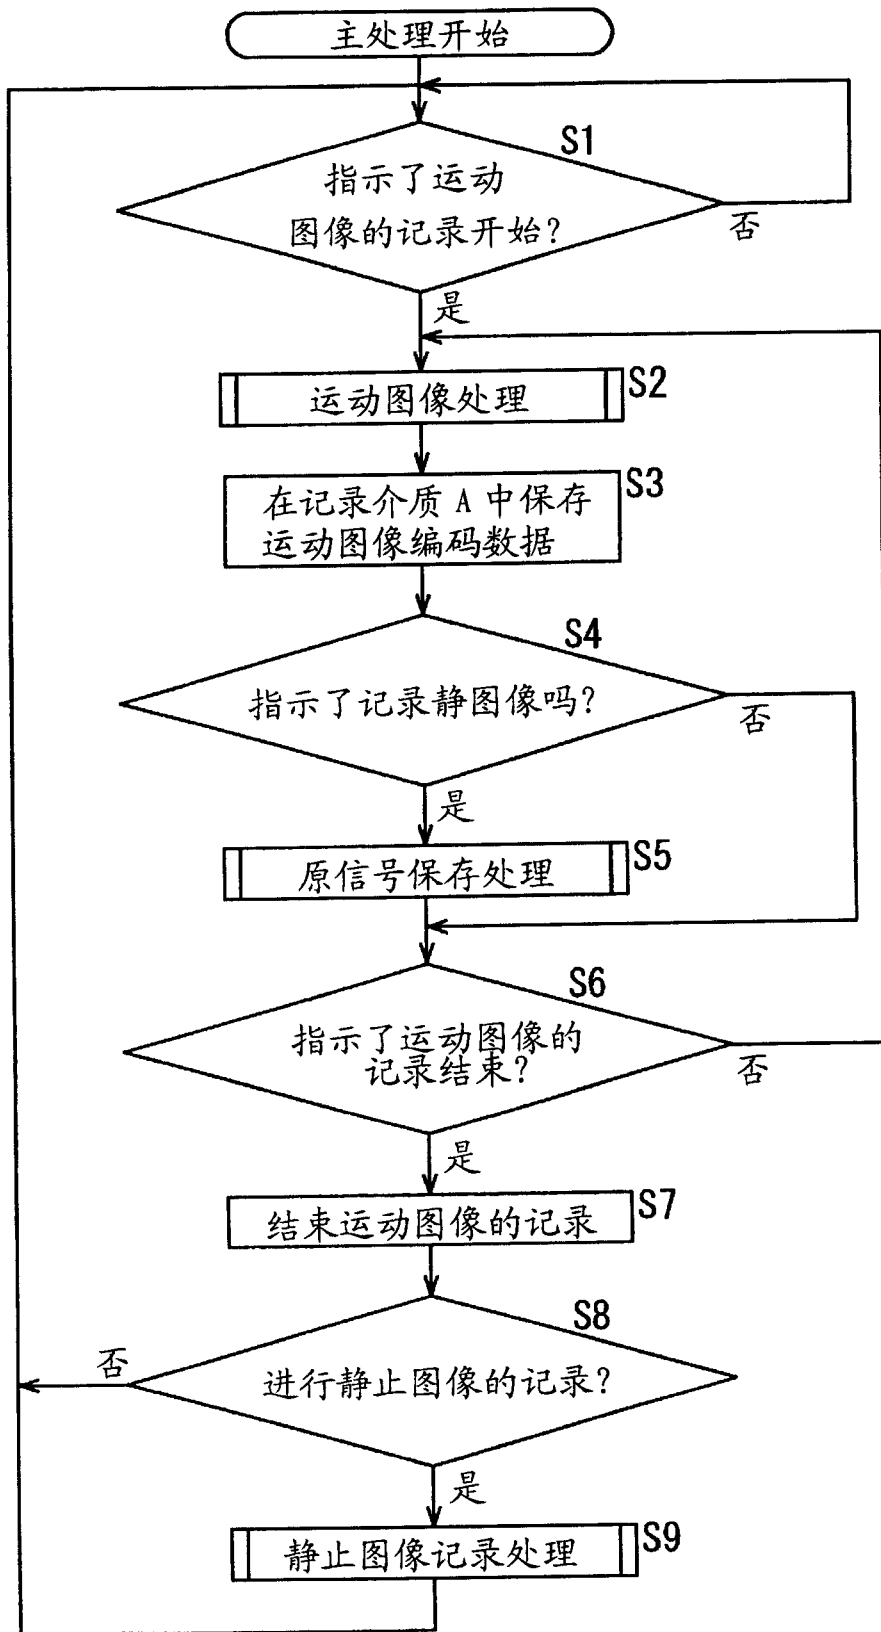 主处理开始
S1
指示了运动
图像的记录开始?
否
是
运动图像处理
S2
在记录介质 A 中保存
运动图像编码数据
S3
S4
指示了记录静图像吗?
否
是
原信号保存处理
S5
S6
指示了运动图像的
记录结束?
否
是
结束运动图像的记录
S7
S8
否
进行静止图像的记录?
是
静止图像记录处理
S9